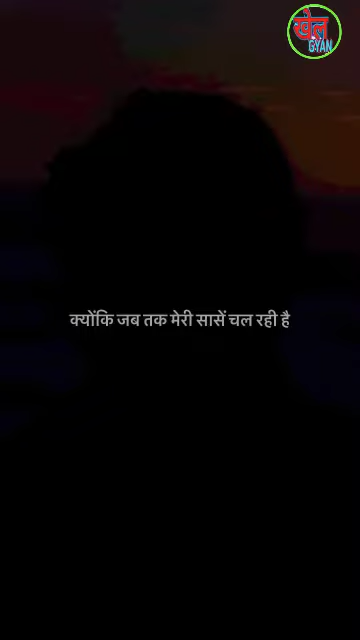 खेल
GYAN
क्योंकि जब तक मेरी सासें चल रही है